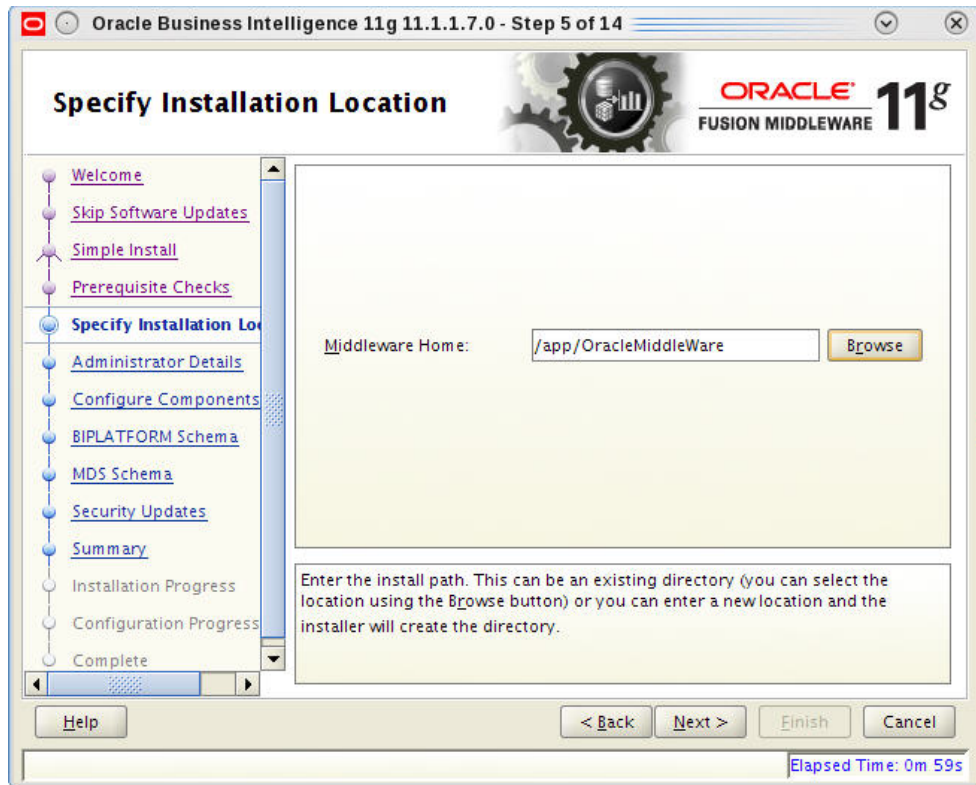 Oracle Business Intelligence 11g 11.1.1.7.0 - Step 5 of 14
Specify Installation Location
ORACLE 11g
FUSION MIDDLEWARE
Welcome
Skip Software Updates
Simple Install
Prerequisite Checks
Specify Installation Loc
Administrator Details
Configure Components
BIPLATFORM Schema
MDS Schema
Security Updates
Summary
Installation Progress
Configuration Progress
Complete
Middleware Home: /app/OracleMiddleWare Browse
Enter the install path. This can be an existing directory (you can select the
location using the Browse button) or you can enter a new location and the
installer will create the directory.
Help < Back Next > Finish Cancel
Elapsed Time: 0m 59s